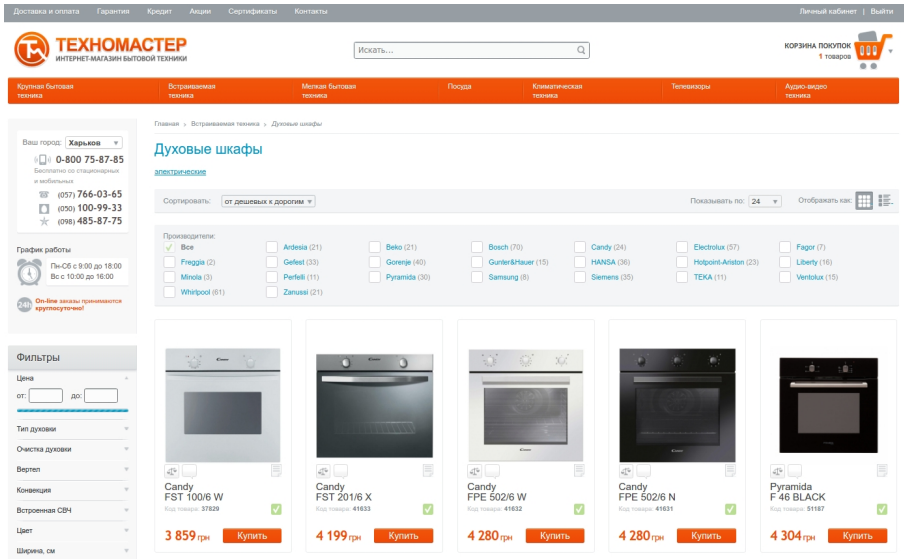 Доставка и оплата Гарантия Кредит Акции Сертификаты Контакты Личный кабинет | Выйти
ТЕХНОМАСТЕР
ИНТЕРНЕТ-МАГАЗИН БЫТОВОЙ ТЕХНИКИ
Искать...
КОРЗИНА ПОКУПОК
1 товаров
Крупная бытовая техника
Встраиваемая техника
Мелкая бытовая техника
Посуда
Климатическая техника
Телевизоры
Аудио-видео техника
Ваш город: Харьков
0-800 75-87-85
Бесплатно со стационарных
и мобильных
(057) 766-03-65
(050) 100-99-33
(098) 485-87-75
График работы
Пн-Сб с 9:00 до 18:00
Вс с 10:00 до 16:00
24h
On-line заказы принимаются
круглосуточно!
Фильтры
Цена
от: до:
Тип духовки
Очистка духовки
Вертел
Конвекция
Встроенная СВЧ
Цвет
Ширина, см
Главная > Встраиваемая техника > Духовые шкафы
Духовые шкафы
электрические
Сортировать: от дешевых к дорогим Показывать по: 24 Отображать как:
Производители:
Все Ardesia (21) Beko (21) Bosch (70) Candy (24) Electrolux (57) Fagor (7)
Freggia (2) Gefest (33) Gorenje (40) Gunter&Hauer (15) HANSA (36) Hotpoint-Ariston (23) Liberty (16)
Minola (3) Perfelli (11) Pyramida (30) Samsung (6) Siemens (35) TEKA (11) Ventolux (15)
Whirlpool (61) Zanussi (21)
Candy
FST 100/6 W
Код товара: 37829
3 859 грн Купить
Candy
FST 201/6 X
Код товара: 41633
4 199 грн Купить
Candy
FPE 502/6 W
Код товара: 41632
4 280 грн Купить
Candy
FPE 502/6 N
Код товара: 41631
4 280 грн Купить
Pyramida
F 46 BLACK
Код товара: 51187
4 304 грн Купить